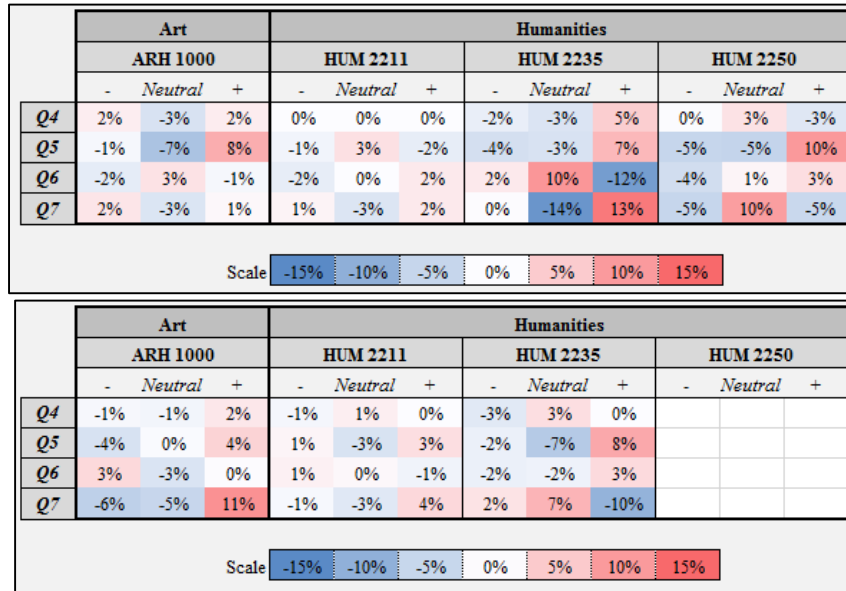 Art Humanities
ARH 1000 HUM 2211 HUM 2235 HUM 2250
- Neutral + - Neutral + - Neutral + - Neutral +
Q4 2% -3% 2% 0% 0% 0% -2% -3% 5% 0% 3% -3%
Q5 -1% -7% 8% -1% 3% -2% -4% -3% 7% -5% -5% 10%
Q6 -2% 3% -1% -2% 0% 2% 2% 10% -12% -4% 1% 3%
Q7 2% -3% 1% 1% -3% 2% 0% -14% 13% -5% 10% -5%
Scale -15% -10% -5% 0% 5% 10% 15%
Art Humanities
ARH 1000 HUM 2211 HUM 2235 HUM 2250
- Neutral + - Neutral + - Neutral + - Neutral +
Q4 -1% -1% 2% -1% 1% 0% -3% 3% 0%
Q5 -4% 0% 4% 1% -3% 3% -2% -7% 8%
Q6 3% -3% 0% 1% 0% -1% -2% -2% 3%
Q7 -6% -5% 11% -1% -3% 4% 2% 7% -10%
Scale -15% -10% -5% 0% 5% 10% 15%